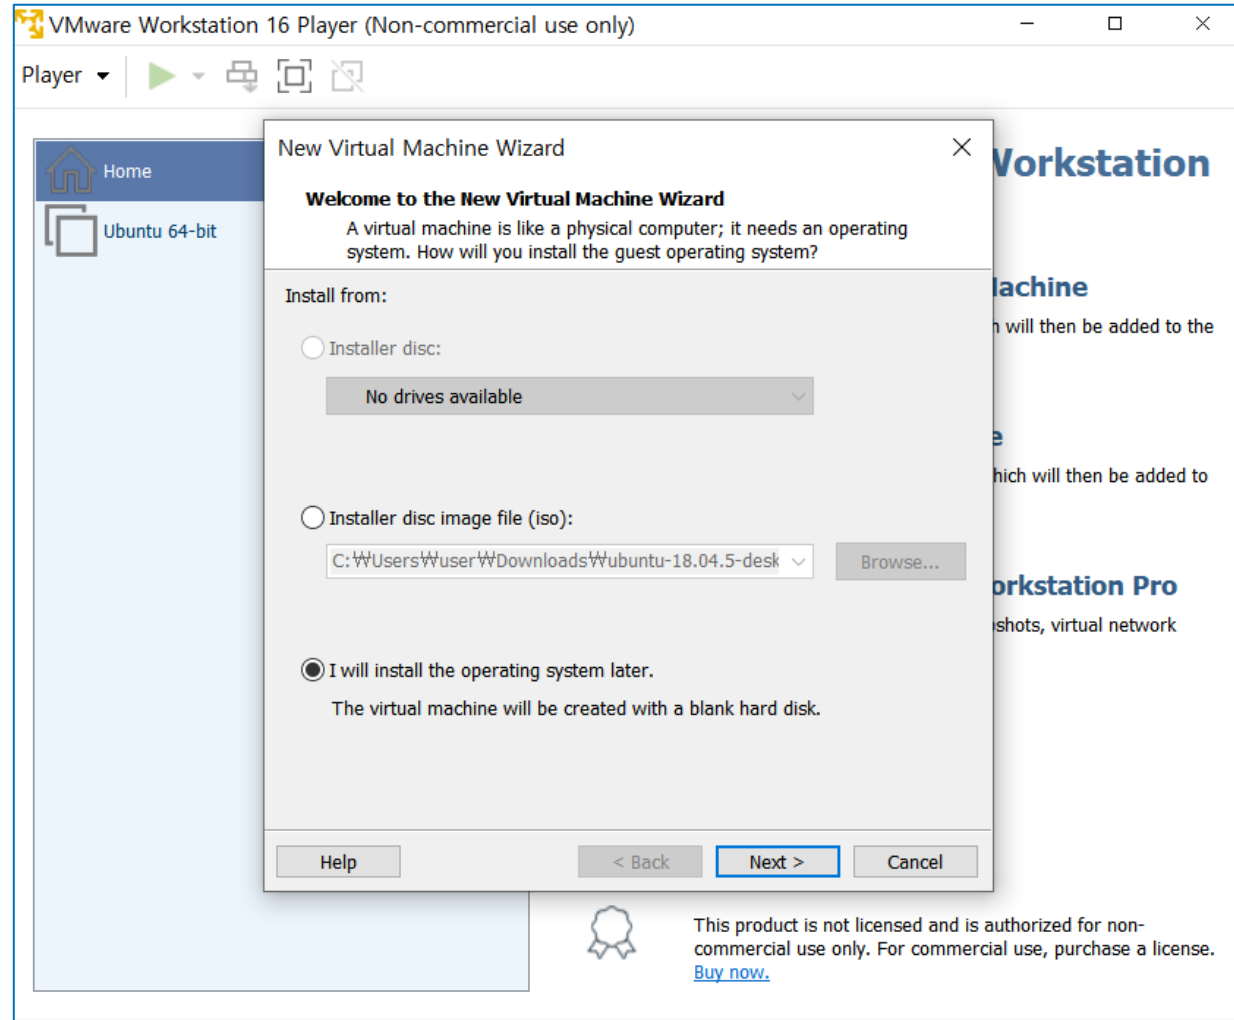 VMware Workstation 16 Player (Non-commercial use only)
Player
Home
Ubuntu 64-bit
New Virtual Machine Wizard
Welcome to the New Virtual Machine Wizard
A virtual machine is like a physical computer; it needs an operating
system. How will you install the guest operating system?
Install from:
Installer disc:
No drives available
Installer disc image file (iso):
C:₩Users₩user₩Downloads₩ubuntu-18.04.5-desk
Browse...
I will install the operating system later.
The virtual machine will be created with a blank hard disk.
Help
< Back
Next >
Cancel
Workstation
achine
will then be added to the
e
hich will then be added to
orkstation Pro
shots, virtual network
This product is not licensed and is authorized for non-
commercial use only. For commercial use, purchase a license.
Buy now.